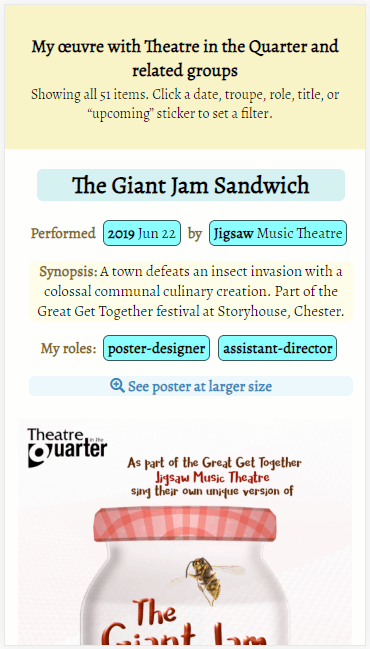 My œuvre with Theatre in the Quarter and
related groups
Showing all 51 items. Click a date, troupe, role, title, or
“upcoming” sticker to set a filter.
The Giant Jam Sandwich
Performed 2019 Jun 22 by Jigsaw Music Theatre
Synopsis: A town defeats an insect invasion with a
colossal communal culinary creation. Part of the
Great Get Together festival at Storyhouse, Chester.
My roles: poster-designer assistant-director
See poster at larger size
Theatre
in the
Quarter
As part of the Great Get Together
Jigsaw Music Theatre
sing their own unique version of
The
Giant Jam